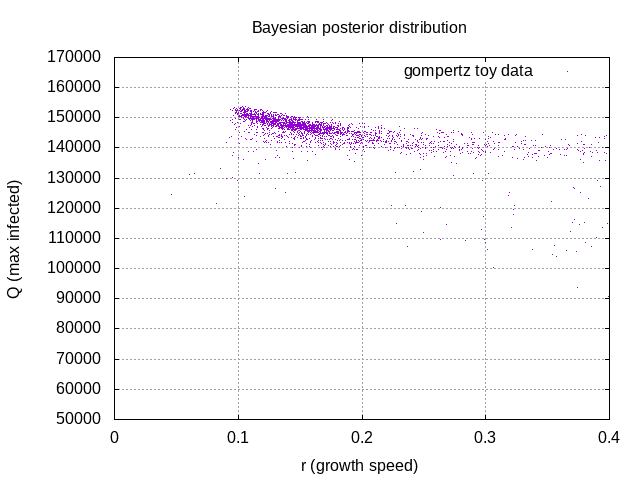 Bayesian posterior distribution
gompertz toy data
170000
160000
150000
140000
130000
120000
110000
100000
90000
80000
70000
60000
50000
Q (max infected)
0 0.1 0.2 0.3 0.4
r (growth speed)